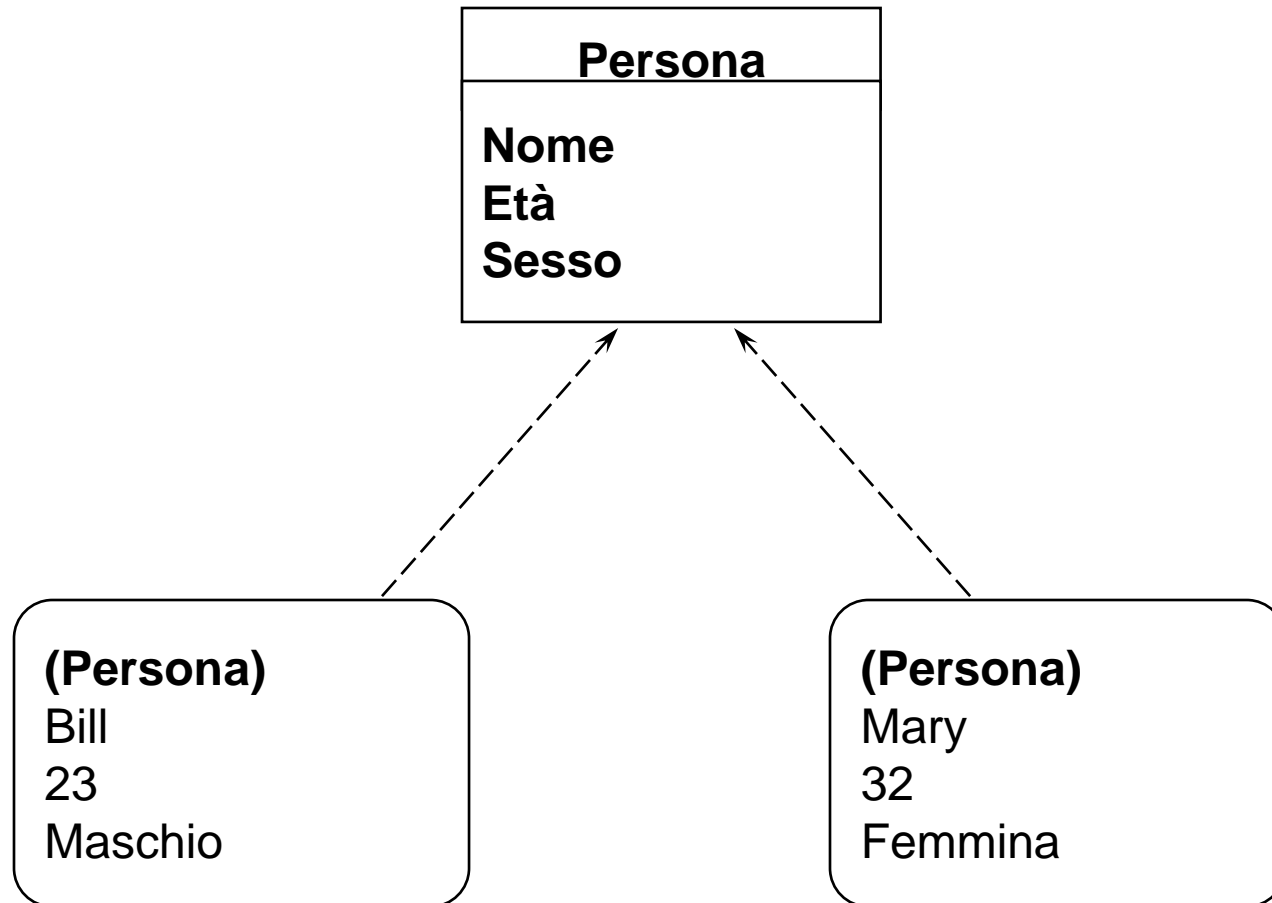 Persona
Nome
Età
Sesso
(Persona)
Bill
23
Maschio
(Persona)
Mary
32
Femmina